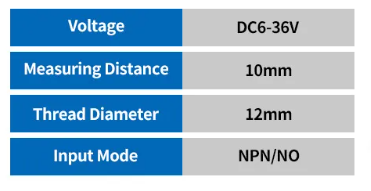 Voltage DC6-36V
Measuring Distance 10mm
Thread Diameter 12mm
Input Mode NPN/NO